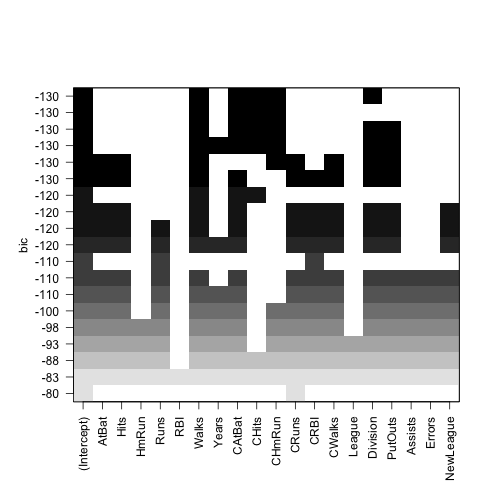 -130
-130
-130
-130
-130
-130
-120
-120
-120
-120
-110
-110
-110
-100
-98
-93
-88
-83
-80
bic
(Intercept)
AtBat
Hits
HmRun
Runs
RBI
Walks
Years
CAtBat
CHits
CHmRun
CRuns
CRBI
CWalks
League
Division
PutOuts
Assists
Errors
NewLeague